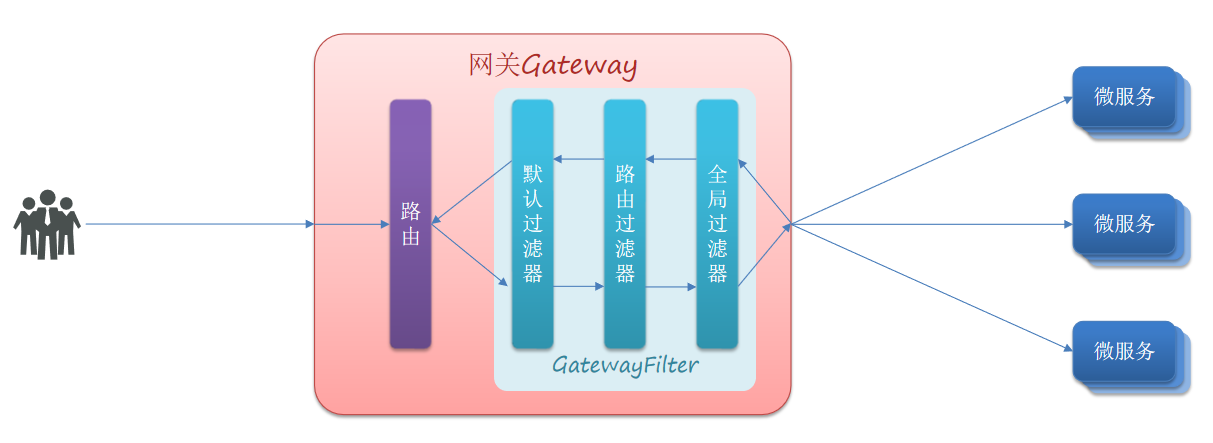 网关Gateway
路由
默认过滤器
路由过滤器
全局过滤器
GatewayFilter
微服务
微服务
微服务